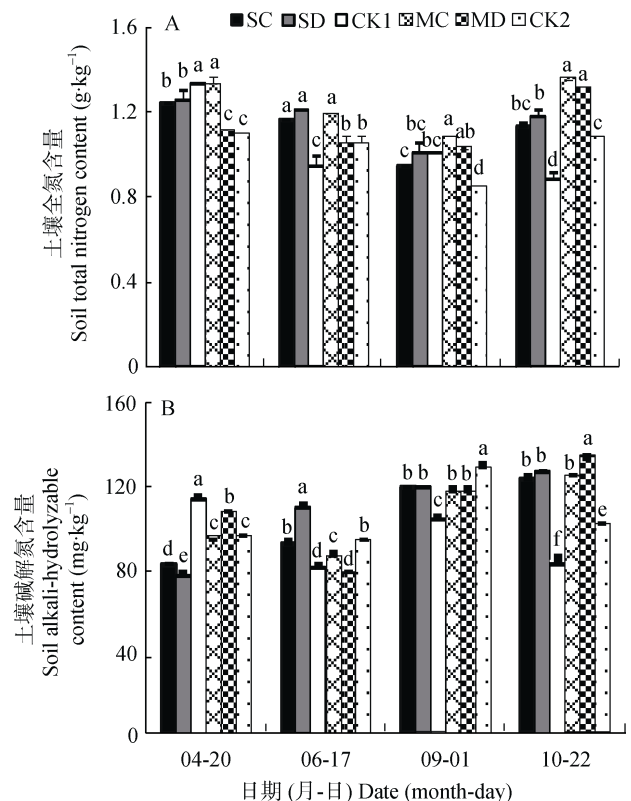 A
SC SD CK1 MC MD CK2
土壤全氮含量
Soil total nitrogen content (g·kg⁻¹)
1.6
1.2
0.8
0.4
0
b b a a c c
a a c a b b
c bc bc a ab d
bc bc d a a c
B
土壤碱解氮含量
Soil alkali-hydrolyzable
content (mg·kg⁻¹)
160
120
80
40
0
d e a c b c
b a d c d b
b b c b b a
b b f b a e
04-20 06-17 09-01 10-22
日期 (月-日) Date (month-day)